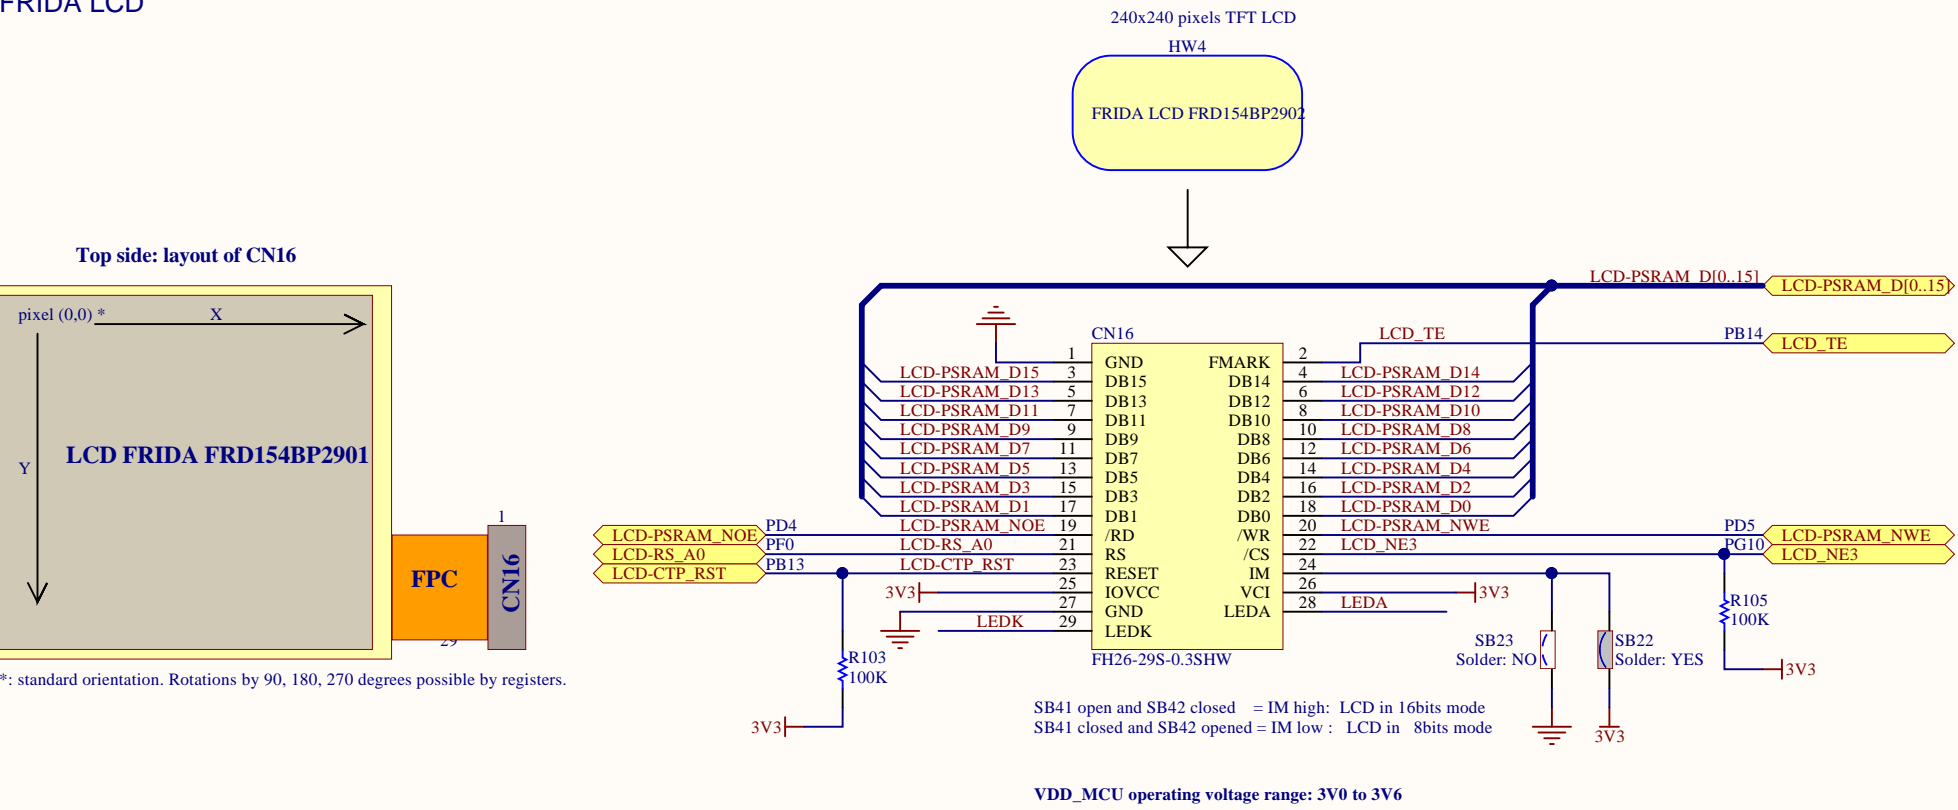 FRIDA LCD
240x240 pixels TFT LCD
HW4
FRIDA LCD FRD154BP2902
Top side: layout of CN16
pixel (0,0) *
X
Y
LCD FRIDA FRD154BP2901
FPC
1
CN16
29
*: standard orientation. Rotations by 90, 180, 270 degrees possible by registers.
LCD-PSRAM_D[0..15]
LCD-PSRAM_D[0..15]
CN16
LCD_TE
PB14
LCD_TE
1 GND FMARK 2
LCD-PSRAM_D15 3 DB15 DB14 4 LCD-PSRAM_D14
LCD-PSRAM_D13 5 DB13 DB12 6 LCD-PSRAM_D12
LCD-PSRAM_D11 7 DB11 DB10 8 LCD-PSRAM_D10
LCD-PSRAM_D9 9 DB9 DB8 10 LCD-PSRAM_D8
LCD-PSRAM_D7 11 DB7 DB6 12 LCD-PSRAM_D6
LCD-PSRAM_D5 13 DB5 DB4 14 LCD-PSRAM_D4
LCD-PSRAM_D3 15 DB3 DB2 16 LCD-PSRAM_D2
LCD-PSRAM_D1 17 DB1 DB0 18 LCD-PSRAM_D0
LCD-PSRAM_NOE PD4 LCD-PSRAM_NOE 19 /RD /WR 20 LCD-PSRAM_NWE PD5 LCD-PSRAM_NWE
LCD-RS_A0 PF0 LCD-RS_A0 21 RS /CS 22 LCD_NE3 PG10 LCD_NE3
LCD-CTP_RST PB13 LCD-CTP_RST 23 RESET IM 24
3V3 25 IOVCC VCI 26 3V3
27 GND LEDA 28 LEDA
LEDK 29 LEDK
FH26-29S-0.3SHW
R103
100K
3V3
SB23
Solder: NO
SB22
Solder: YES
3V3
R105
100K
3V3
SB41 open and SB42 closed = IM high: LCD in 16bits mode
SB41 closed and SB42 opened = IM low : LCD in 8bits mode
VDD_MCU operating voltage range: 3V0 to 3V6